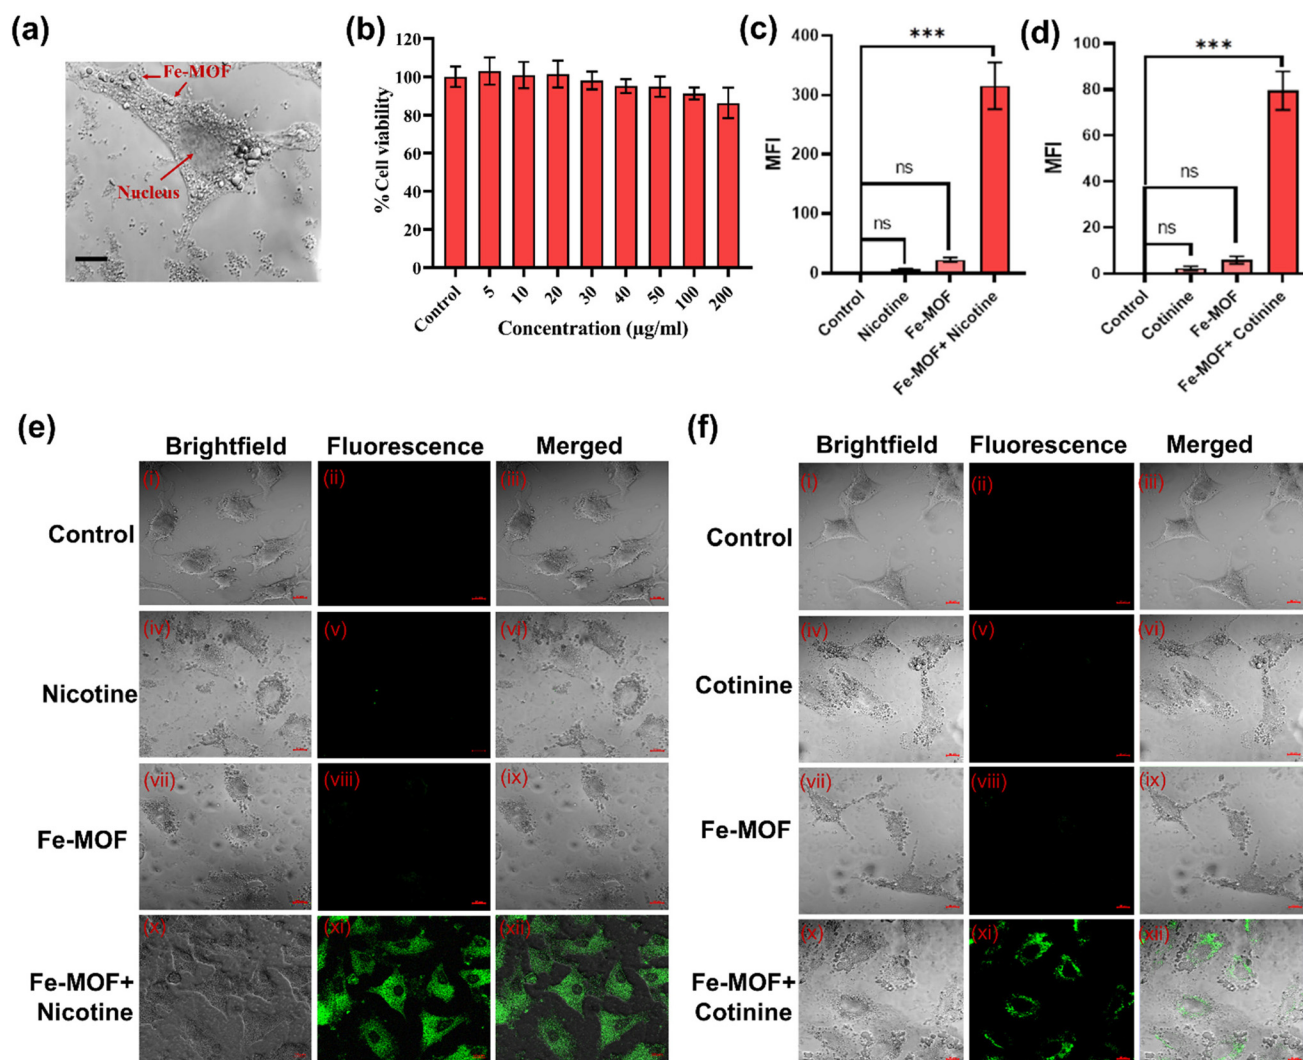 (a)
Fe-MOF
Nucleus
(b)
% Cell viability
120
100
80
60
40
20
0
Control
5
10
20
30
40
50
100
200
Concentration (µg/ml)
(c)
MFI
400
300
200
100
0
***
ns
ns
Control
Nicotine
Fe-MOF
Fe-MOF+ Nicotine
(d)
MFI
100
80
60
40
20
0
***
ns
ns
Control
Cotinine
Fe-MOF
Fe-MOF+ Cotinine
(e)
Brightfield Fluorescence Merged
Control
(i) (ii) (iii)
Nicotine
(iv) (v) (vi)
Fe-MOF
(vii) (viii) (ix)
Fe-MOF+
Nicotine
(x) (xi) (xii)
(f)
Brightfield Fluorescence Merged
Control
(i) (ii) (iii)
Cotinine
(iv) (v) (vi)
Fe-MOF
(vii) (viii) (ix)
Fe-MOF+
Cotinine
(x) (xi) (xii)